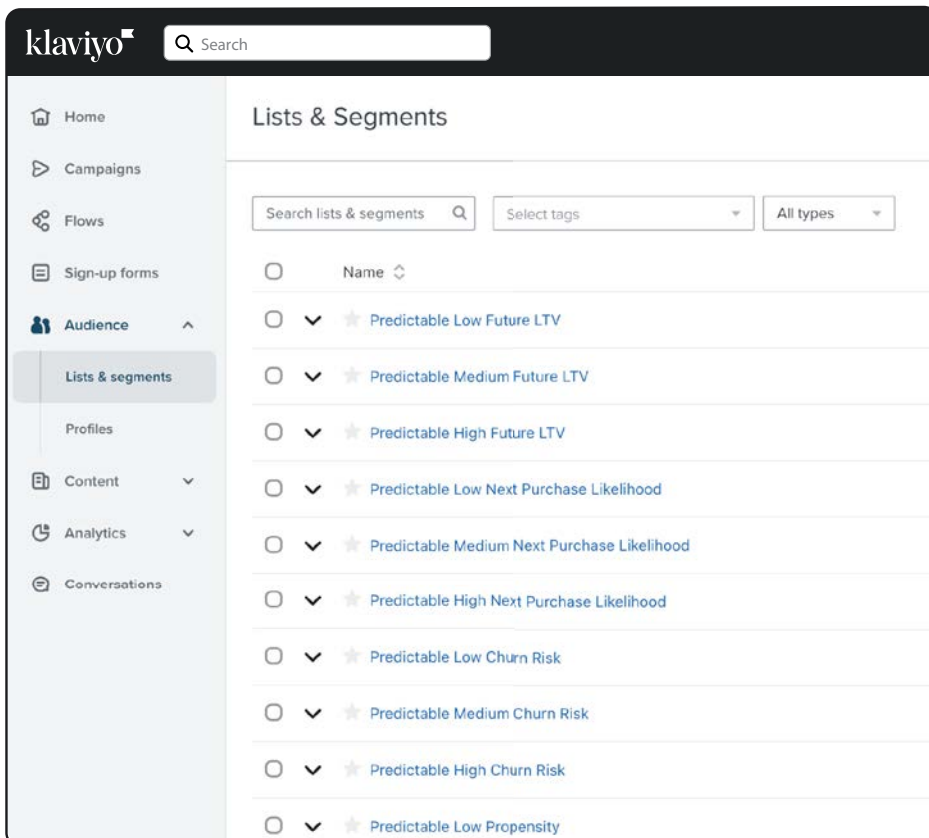 klaviyo
Search
Home
Campaigns
Flows
Sign-up forms
Audience
Lists & segments
Profiles
Content
Analytics
Conversations
Lists & Segments
Search lists & segments
Select tags
All types
Name
Predictable Low Future LTV
Predictable Medium Future LTV
Predictable High Future LTV
Predictable Low Next Purchase Likelihood
Predictable Medium Next Purchase Likelihood
Predictable High Next Purchase Likelihood
Predictable Low Churn Risk
Predictable Medium Churn Risk
Predictable High Churn Risk
Predictable Low Propensity